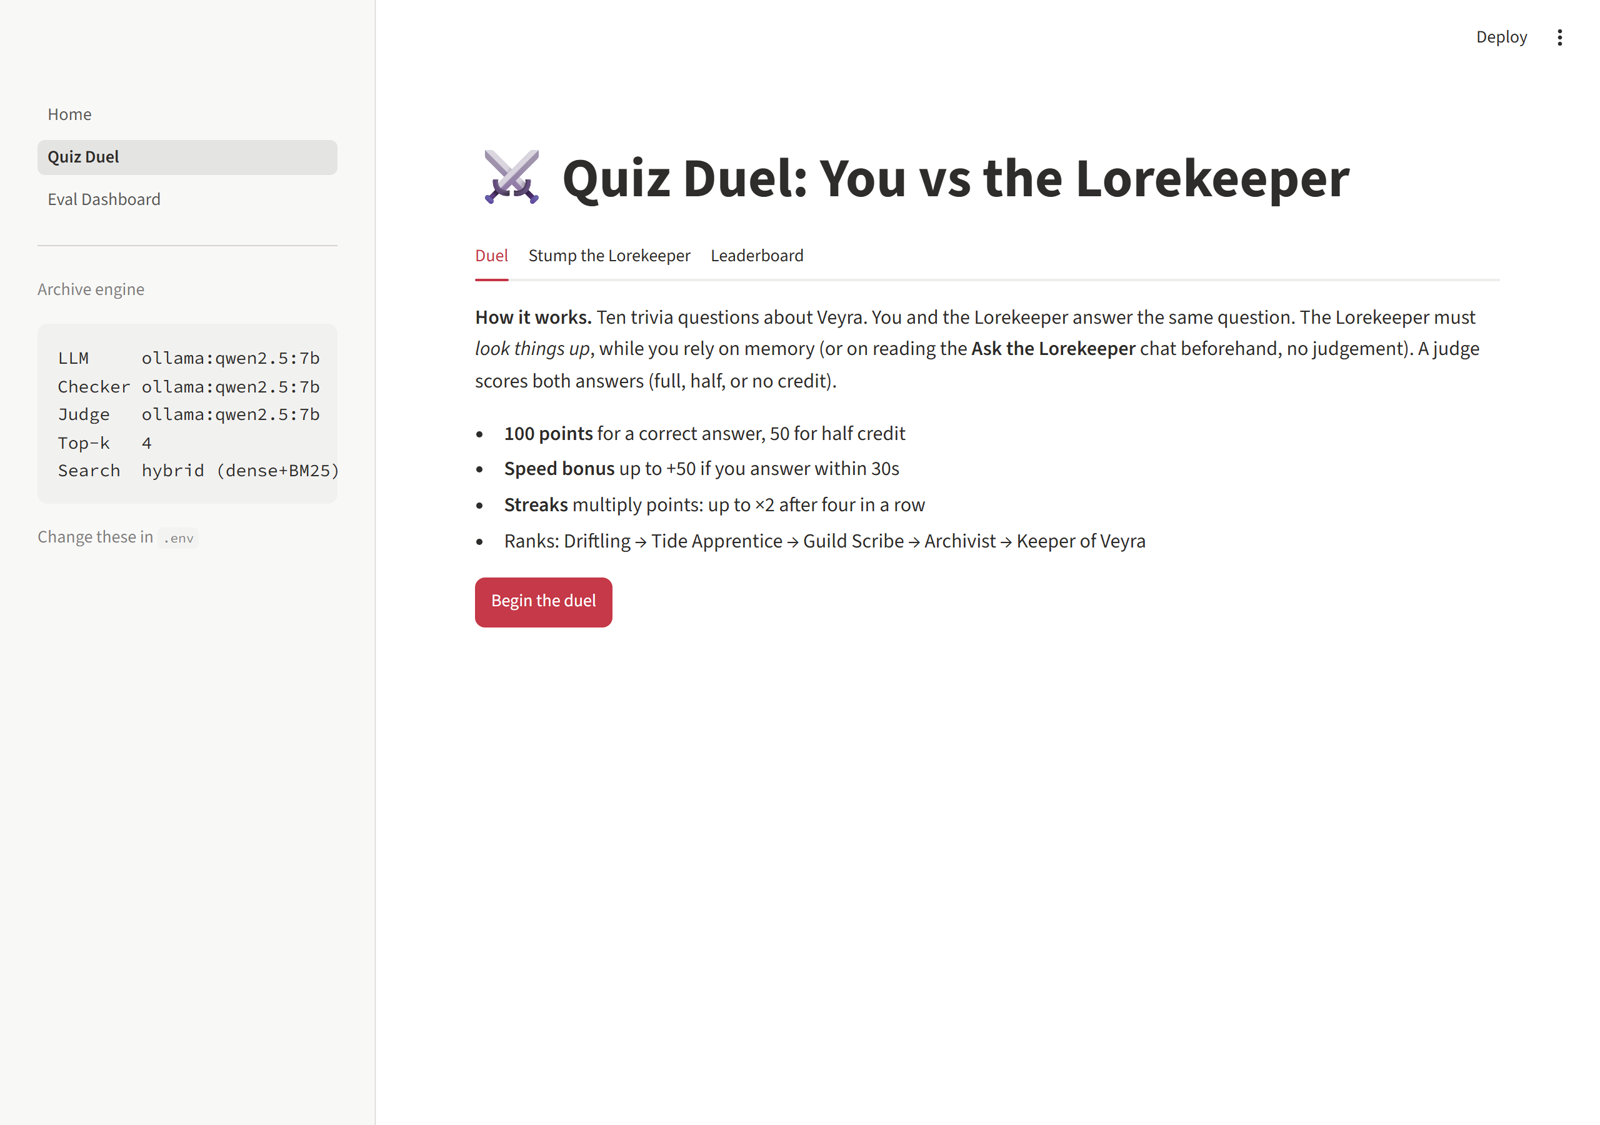 Deploy
Home
Quiz Duel
Eval Dashboard
Archive engine
LLM ollama:qwen2.5:7b
Checker ollama:qwen2.5:7b
Judge ollama:qwen2.5:7b
Top-k 4
Search hybrid (dense+BM25)
Change these in .env
Quiz Duel: You vs the Lorekeeper
Duel Stump the Lorekeeper Leaderboard
How it works. Ten trivia questions about Veyra. You and the Lorekeeper answer the same question. The Lorekeeper must
look things up, while you rely on memory (or on reading the Ask the Lorekeeper chat beforehand, no judgement). A judge
scores both answers (full, half, or no credit).
• 100 points for a correct answer, 50 for half credit
• Speed bonus up to +50 if you answer within 30s
• Streaks multiply points: up to ×2 after four in a row
• Ranks: Driftling → Tide Apprentice → Guild Scribe → Archivist → Keeper of Veyra
Begin the duel